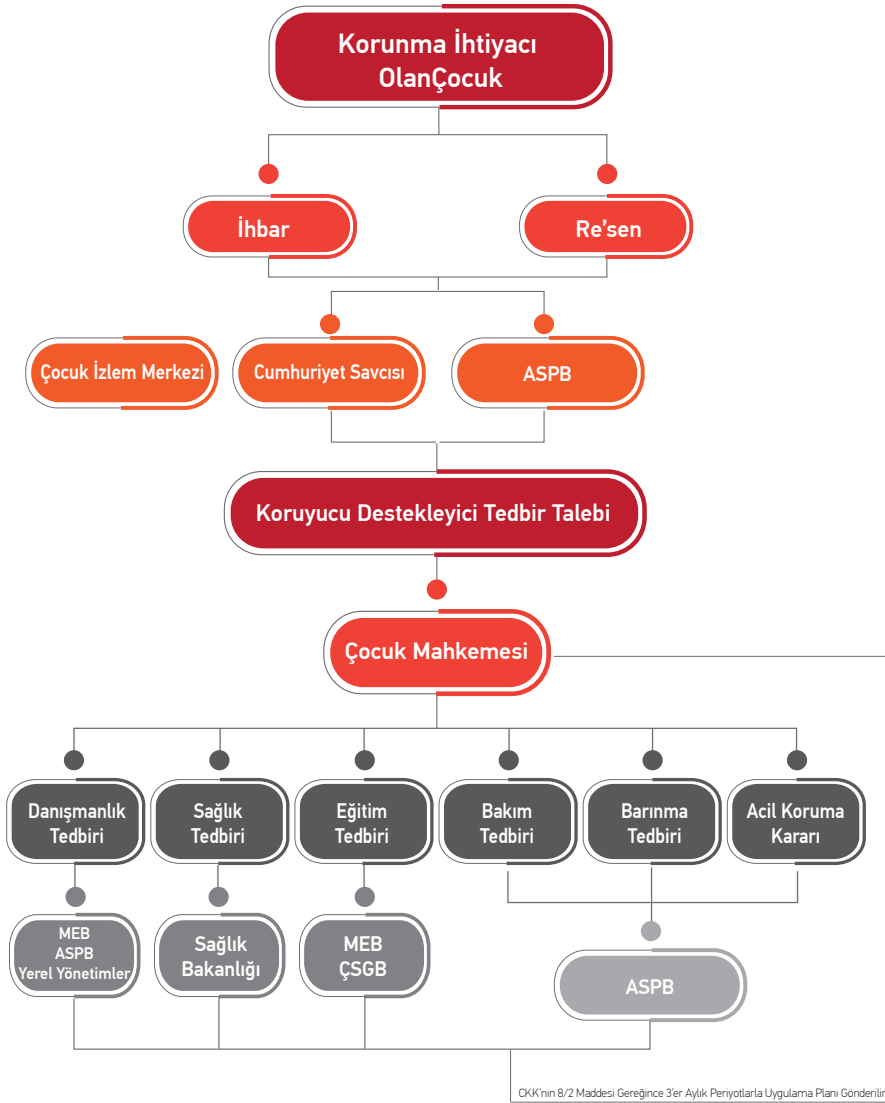 Korunma İhtiyacı
OlanÇocuk
İhbar
Re'sen
Çocuk İzlem Merkezi
Cumhuriyet Savcısı
ASPB
Koruyucu Destekleyici Tedbir Talebi
Çocuk Mahkemesi
Danışmanlık
Tedbiri
Sağlık
Tedbiri
Eğitim
Tedbiri
Bakım
Tedbiri
Barınma
Tedbiri
Acil Koruma
Kararı
MEB
ASPB
Yerel Yönetimler
Sağlık
Bakanlığı
MEB
ÇSGB
ASPB
CKK'nın 8/2 Maddesi Gereğince 3'er Aylık Periyotlarla Uygulama Planı Gönderilir